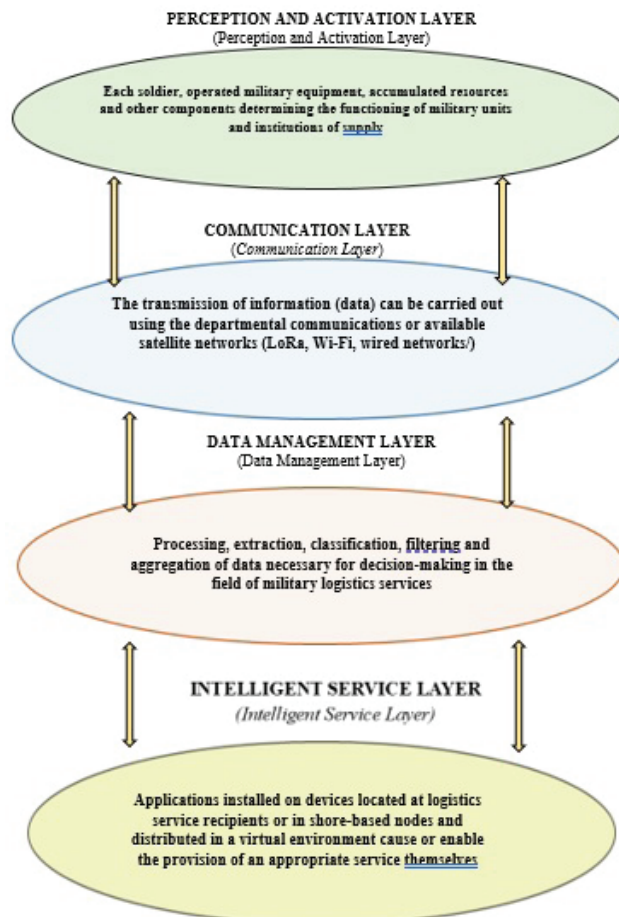 PERCEPTION AND ACTIVATION LAYER
(Perception and Activation Layer)
Each soldier, operated military equipment, accumulated resources
and other components determining the functioning of military units
and institutions of supply
COMMUNICATION LAYER
(Communication Layer)
The transmission of information (data) can be carried out
using the departmental communications or available
satellite networks (LoRa, Wi-Fi, wired networks/)
DATA MANAGEMENT LAYER
(Data Management Layer)
Processing, extraction, classification, filtering and
aggregation of data necessary for decision-making in the
field of military logistics services
INTELLIGENT SERVICE LAYER
(Intelligent Service Layer)
Applications installed on devices located at logistics
service recipients or in shore-based nodes and
distributed in a virtual environment cause or enable
the provision of an appropriate service themselves